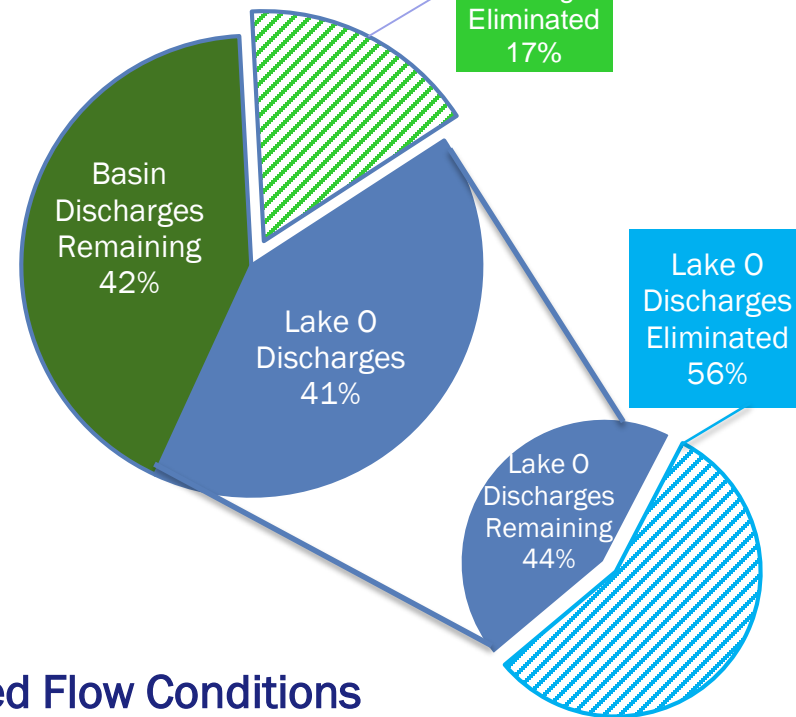 Eliminated
17%
Basin
Discharges
Remaining
42%
Lake O
Discharges
41%
Lake O
Discharges
Eliminated
56%
Lake O
Discharges
Remaining
44%
Flow Conditions